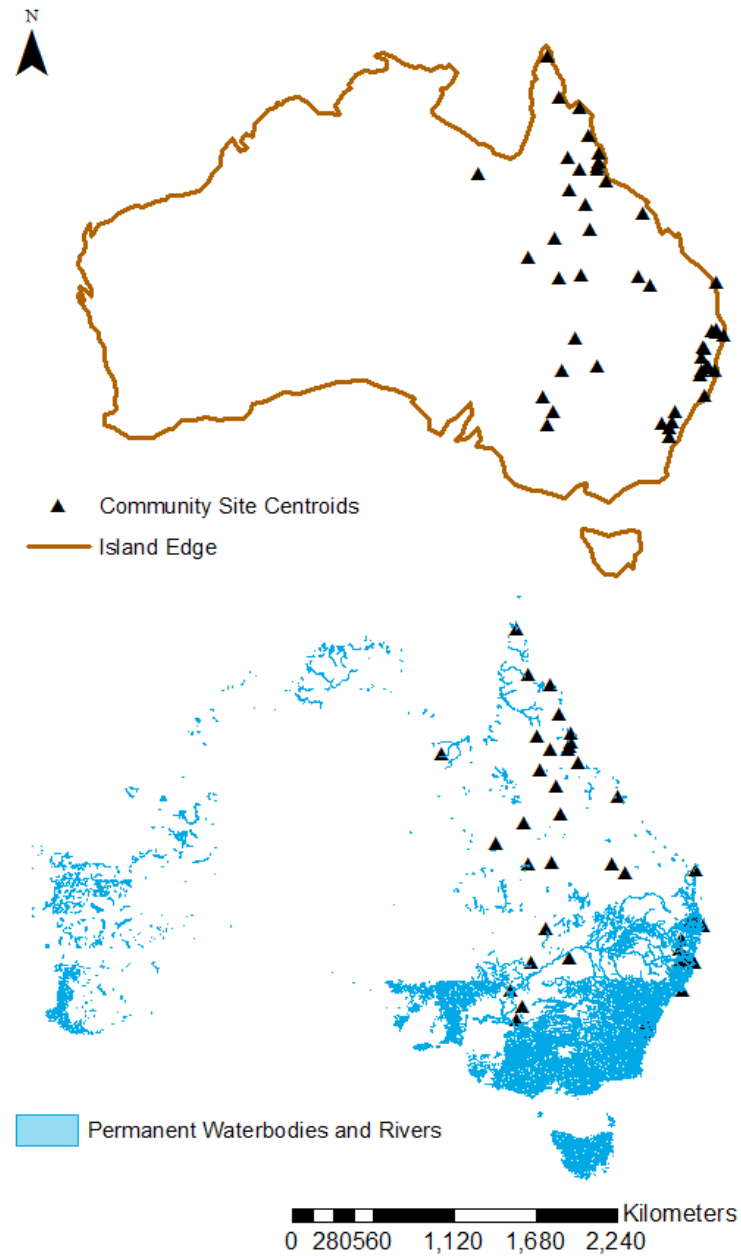 N
Community Site Centroids
Island Edge
Permanent Waterbodies and Rivers
Kilometers
0 280560 1,120 1,680 2,240